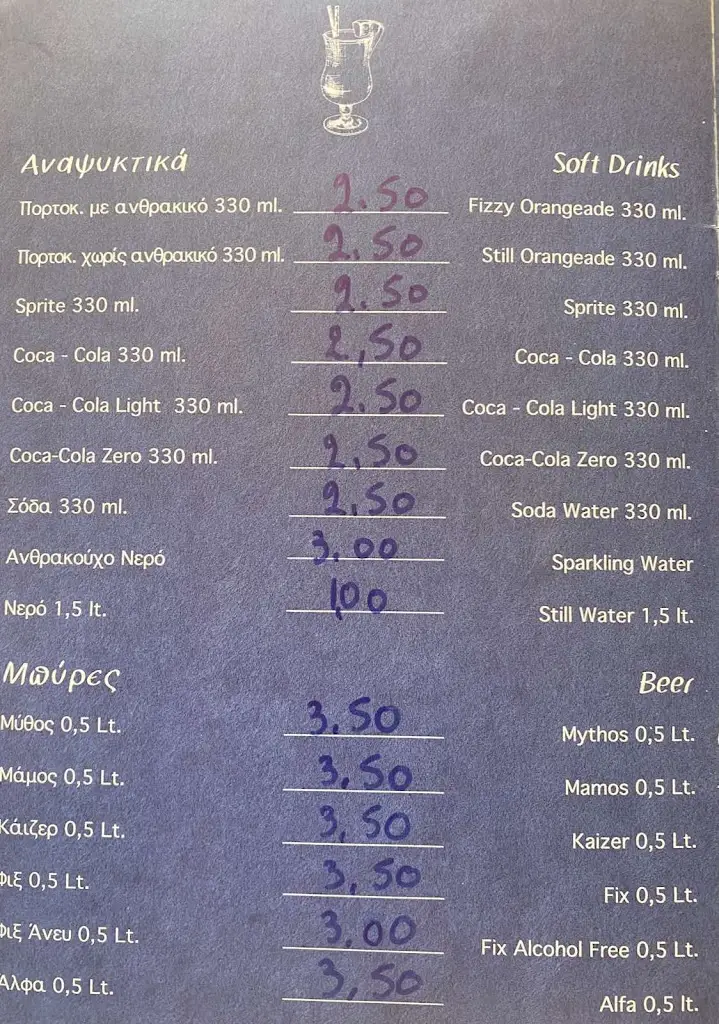 Αναψυκτικά Soft Drinks
Πορτοκ. με ανθρακικό 330 ml. 2.50 Fizzy Orangeade 330 ml.
Πορτοκ. χωρίς ανθρακικό 330 ml. 2.50 Still Orangeade 330 ml.
Sprite 330 ml. 2.50 Sprite 330 ml.
Coca - Cola 330 ml. 2,50 Coca - Cola 330 ml.
Coca - Cola Light 330 ml. 2.50 Coca - Cola Light 330 ml.
Coca-Cola Zero 330 ml. 2,50 Coca-Cola Zero 330 ml.
Σόδα 330 ml. 2,50 Soda Water 330 ml.
Ανθρακούχο Νερό 3.00 Sparkling Water
Νερό 1,5 lt. 1,00 Still Water 1,5 lt.
Μπύρες Beer
Μύθος 0,5 Lt. 3,50 Mythos 0,5 Lt.
Μάμος 0,5 Lt. 3,50 Mamos 0,5 Lt.
Κάιζερ 0,5 Lt. 3,50 Kaizer 0,5 Lt.
Φιξ 0,5 Lt. 3,50 Fix 0,5 Lt.
Φιξ Άνευ 0,5 Lt. 3,00 Fix Alcohol Free 0,5 Lt.
Άλφα 0,5 Lt. 3,50 Alfa 0,5 lt.